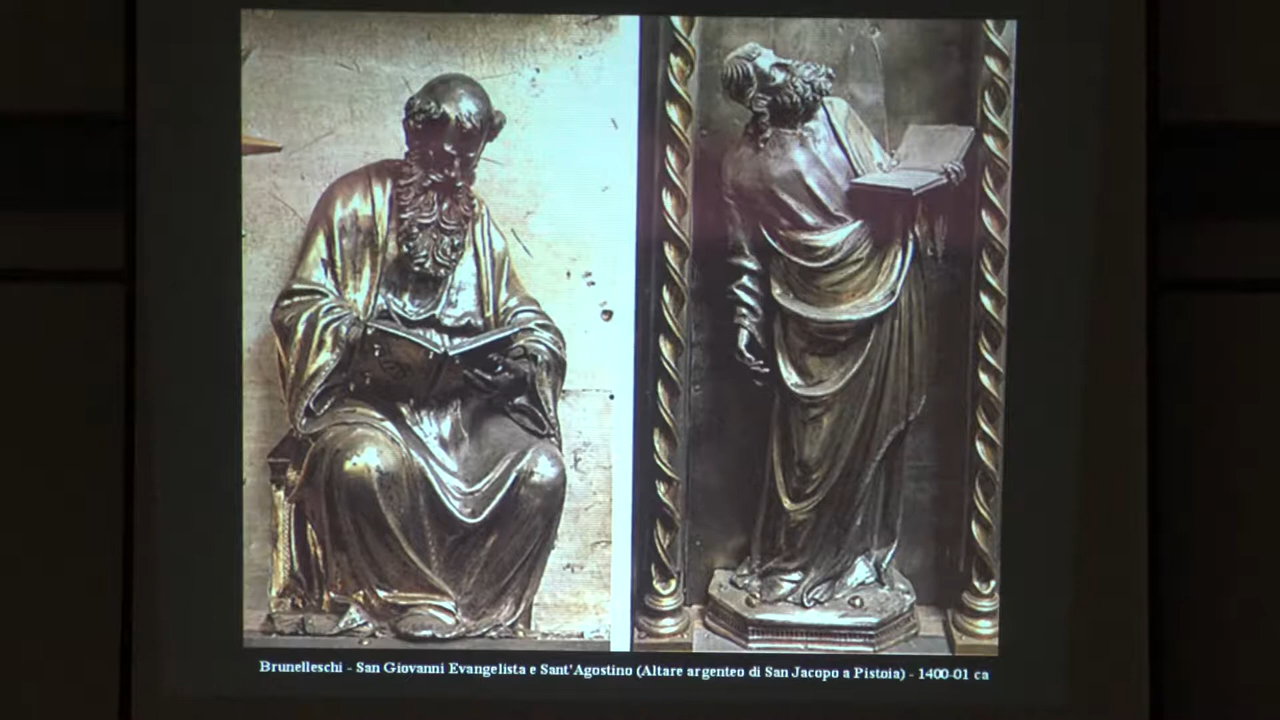 Brunelleschi - San Giovanni Evangelista e Sant'Agostino (Altare argenteo di San Jacopo a Pistoia) - 1400-01 ca